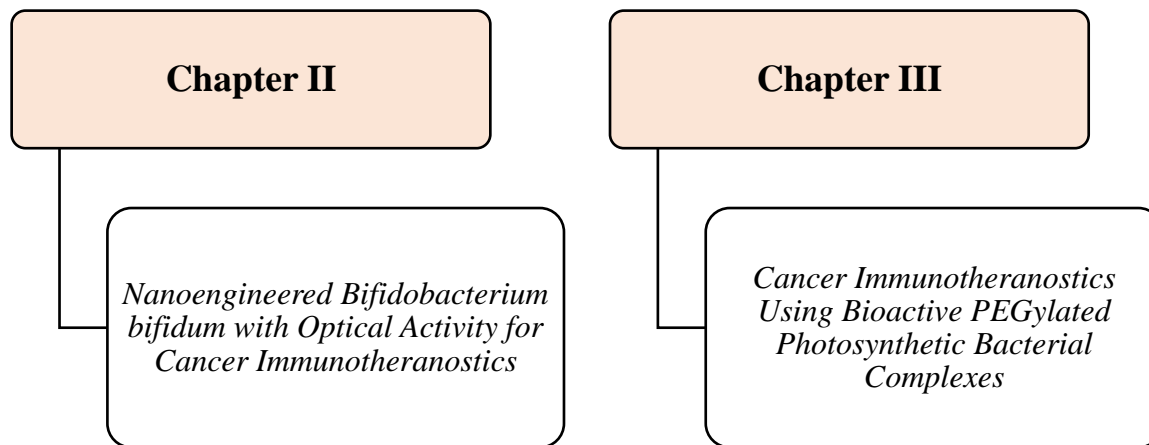 Chapter II
Nanoengineered Bifidobacterium
bifidum with Optical Activity for
Cancer Immunotheranostics
Chapter III
Cancer Immunotheranostics
Using Bioactive PEGylated
Photosynthetic Bacterial
Complexes